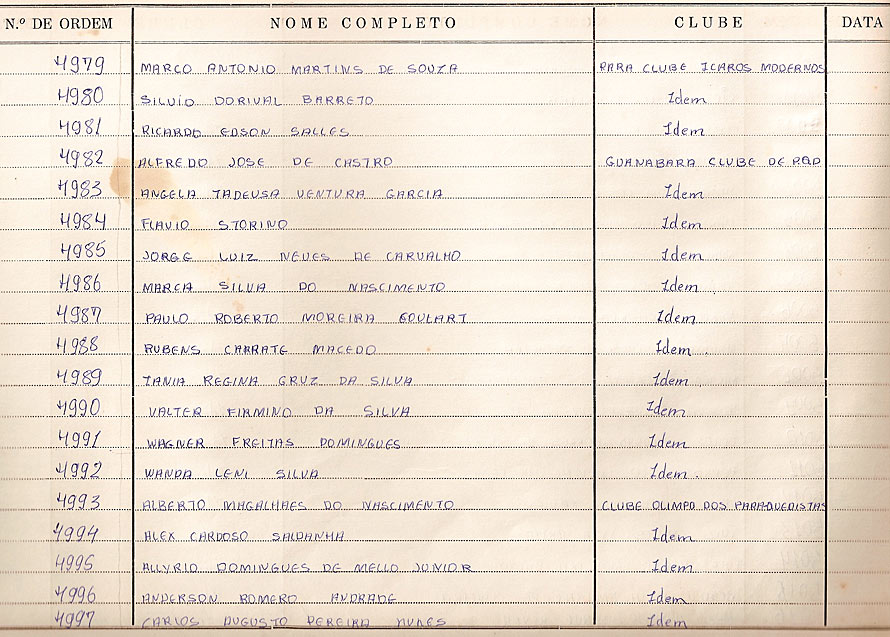 N.º DE ORDEM NOME COMPLETO CLUBE DATA
4979 MARCO ANTONIO MARTINS DE SOUZA PARA CLUBE ICAROS MODERNOS
4980 SILVIO DORIVAL BARRETO Idem
4981 RICARDO EDSON SALLES Idem
4982 ALFREDO JOSE DE CASTRO GUANABARA CLUBE DE PQD
4983 ANGELA TADEUSA VENTURA GARCIA Idem
4984 FLAVIO STORINO Idem
4985 JORGE LUIZ NEVES DE CARVALHO Idem
4986 MARCIA SILVA DO NASCIMENTO Idem
4987 PAULO ROBERTO MOREIRA GOULART Idem
4988 RUBENS CARRATE MACEDO Idem
4989 TANIA REGINA CRUZ DA SILVA Idem
4990 VALTER FIRMINO DA SILVA Idem
4991 WAGNER FREITAS DOMINGUES Idem
4992 WANDA LENI SILVA Idem
4993 ALBERTO MAGALHAES DO NASCIMENTO CLUBE OLIMPO DOS PARAQUEDISTAS
4994 ALEX CARDOSO SALDANHA Idem
4995 ALLYRIO DOMINGUES DE MELLO JUNIOR Idem
4996 ANDERSON ROMERO ANDRADE Idem
4997 CARLOS AUGUSTO PEREIRA NUNES Idem